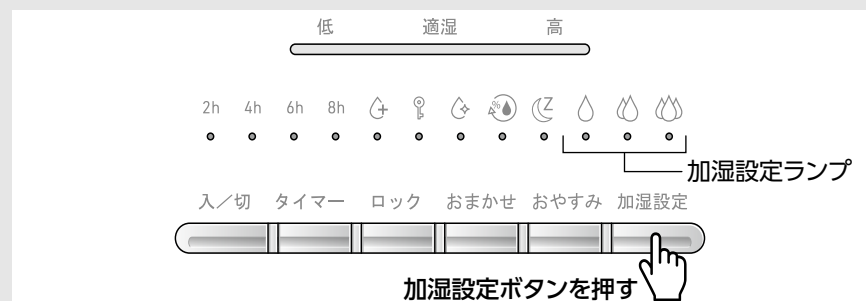 低 適湿 高
2h 4h 6h 8h
加湿設定ランプ
入／切 タイマー ロック おまかせ おやすみ 加湿設定
加湿設定ボタンを押す